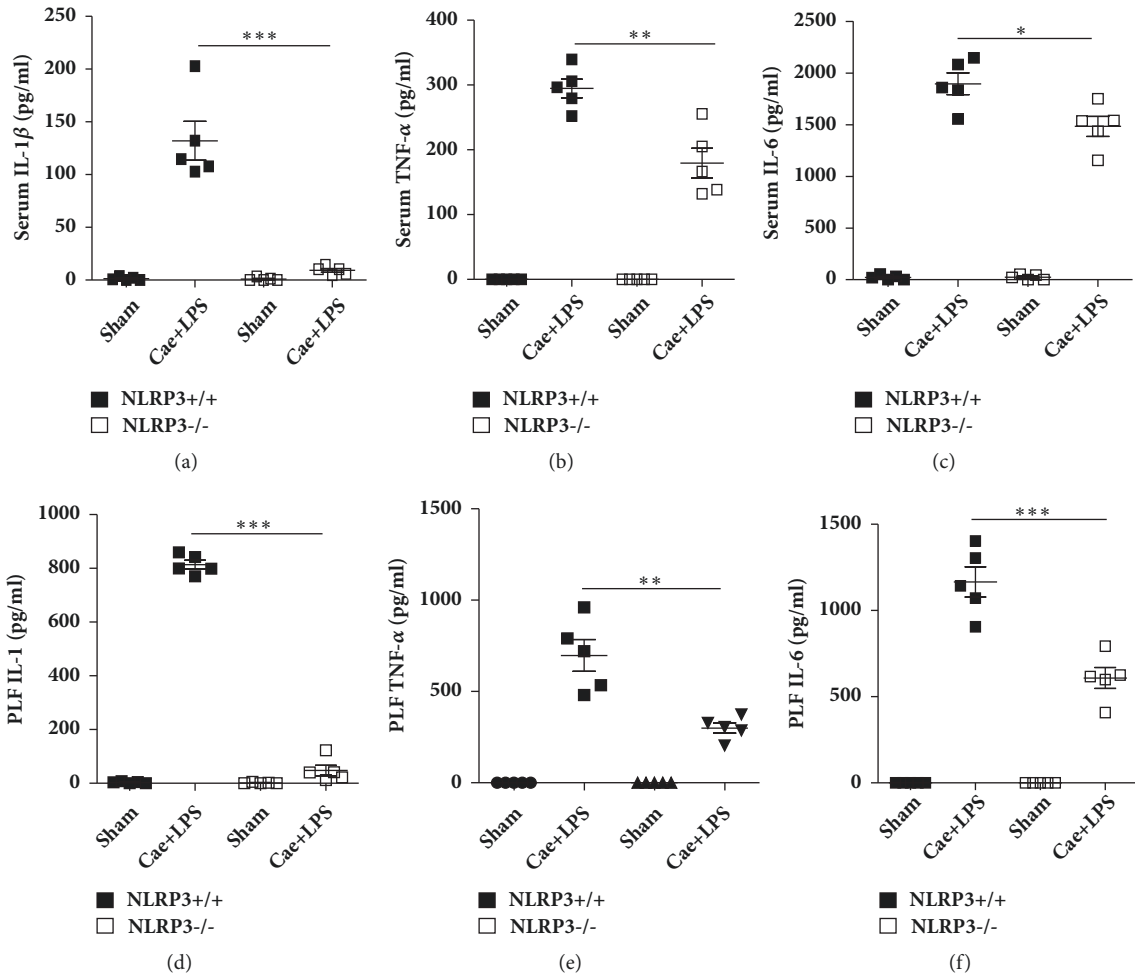 Serum IL-1β (pg/ml)
250
200
150
100
50
0
***
Sham
Cae+LPS
Sham
Cae+LPS
NLRP3+/+
NLRP3-/-
(a)
Serum TNF-α (pg/ml)
400
300
200
100
0
**
Sham
Cae+LPS
Sham
Cae+LPS
NLRP3+/+
NLRP3-/-
(b)
Serum IL-6 (pg/ml)
2500
2000
1500
1000
500
0
*
Sham
Cae+LPS
Sham
Cae+LPS
NLRP3+/+
NLRP3-/-
(c)
PLF IL-1 (pg/ml)
1000
800
600
400
200
0
***
Sham
Cae+LPS
Sham
Cae+LPS
NLRP3+/+
NLRP3-/-
(d)
PLF TNF-α (pg/ml)
1500
1000
500
0
**
Sham
Cae+LPS
Sham
Cae+LPS
NLRP3+/+
NLRP3-/-
(e)
PLF IL-6 (pg/ml)
1500
1000
500
0
***
Sham
Cae+LPS
Sham
Cae+LPS
NLRP3+/+
NLRP3-/-
(f)